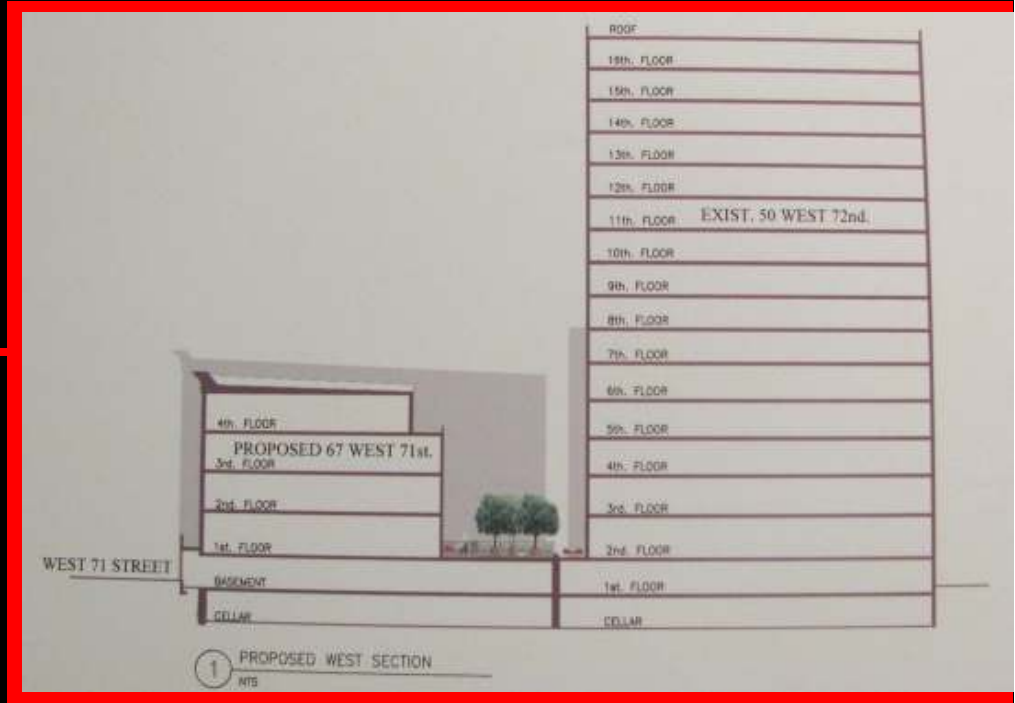 ROOF
16th. FLOOR
15th. FLOOR
14th. FLOOR
13th. FLOOR
12th. FLOOR
11th. FLOOR
EXIST. 50 WEST 72nd.
10th. FLOOR
9th. FLOOR
8th. FLOOR
7th. FLOOR
6th. FLOOR
5th. FLOOR
4th. FLOOR
3rd. FLOOR
2nd. FLOOR
1st. FLOOR
CELLAR
4th. FLOOR
PROPOSED 67 WEST 71st.
3rd. FLOOR
2nd. FLOOR
1st. FLOOR
WEST 71 STREET
BASEMENT
CELLAR
1 PROPOSED WEST SECTION
NTS